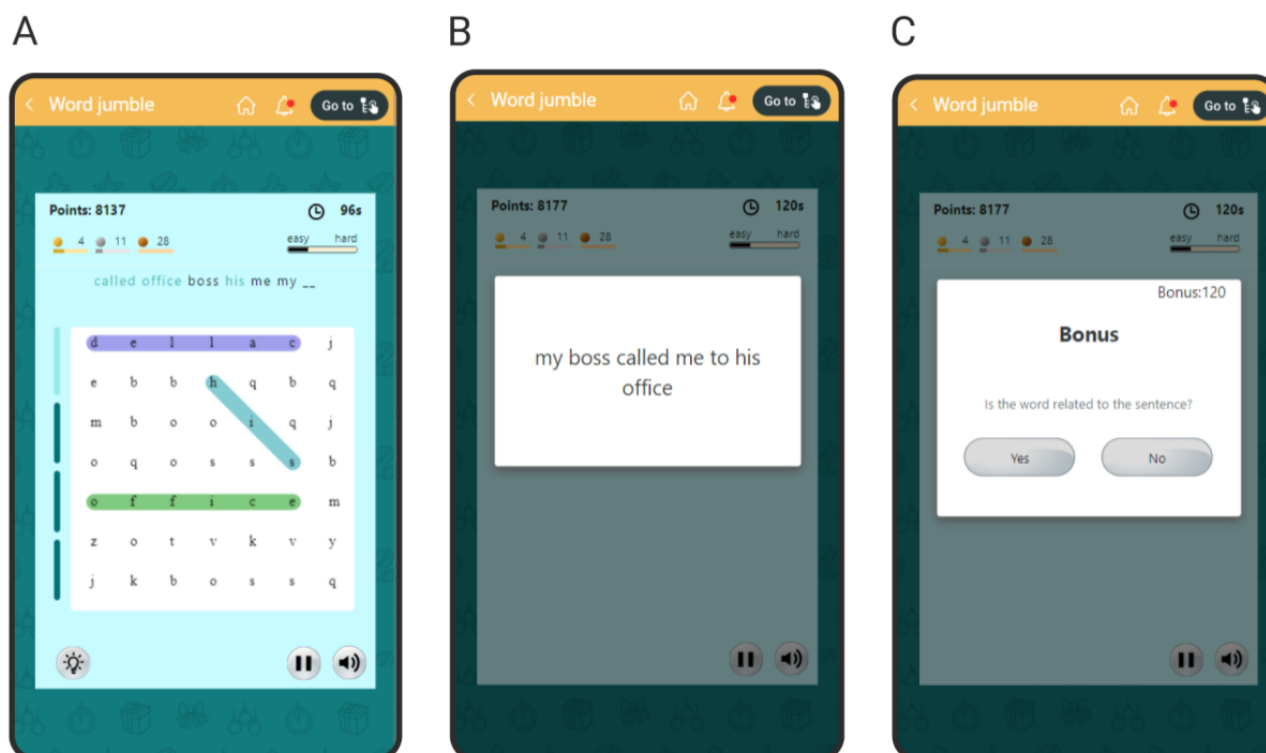 A
B
C
Word jumble
Go to
Points: 8137
96s
4 11 28
easy hard
called office boss his me my __
d e l l a c j
e b b h q b q
m b o o i q j
o q o s s s b
o f f i c e m
z o t v k v y
j k b o s s q
Word jumble
Go to
Points: 8177
120s
4 11 28
easy hard
my boss called me to his
office
Word jumble
Go to
Points: 8177
120s
4 11 28
easy hard
Bonus:120
Bonus
Is the word related to the sentence?
Yes No